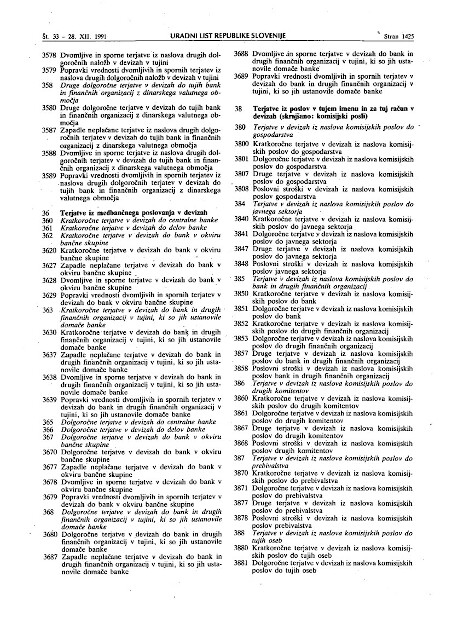 Št. 33 – 28. XII. 1991
URADNI LIST REPUBLIKE SLOVENIJE
Stran 1425
3578 Dvomljive in sporne terjatve iz naslova drugih dol-
goročnih naložb v devizah v tujini
3579 Popravki vrednosti dvomljivih in spornih terjatev iz
naslova drugih dolgoročnih naložb v devizah v tujini
358 Druge dolgoročne terjatve v devizah do tujih bank
in finančnih organizacij z dinarskega valutnega ob-
močja
3580 Druge dolgoročne terjatve v devizah do tujih bank
in finančnih organizacij z dinarskega valutnega ob-
močja
3587 Zapadle neplačane terjatve iz naslova drugih dolgo-
ročnih terjatev v devizah do tujih bank in finančnih
organizacij z dinarskega valutnega območja
3588 Dvomljive in sporne terjatve iz naslova drugih dol-
goročnih terjatev v devizah do tujih bank in finan-
čnih organizacij z dinarskega valutnega območja
3589 Popravki vrednosti dvomljivih in spornih terjatev iz
naslova drugih dolgoročnih terjatev v devizah do
tujih bank in finančnih organizacij z dinarskega
valutnega območja
36 Terjatve iz medbančnega poslovanja v devizah
360 Kratkoročne terjatve v devizah do centralne banke
361 Kratkoročne terjatve v devizah do delov banke
362 Kratkoročne terjatve v devizah do bank v okviru
bančne skupine
3620 Kratkoročne terjatve v devizah do bank v okviru
bančne skupine
3627 Zapadle neplačane terjatve v devizah do bank v
okviru bančne skupine
3628 Dvomljive in sporne terjatve v devizah do bank v
okviru bančne skupine
3629 Popravki vrednosti dvomljivih in spornih terjatev v
devizah do bank v okviru bančne skupine
363 Kratkoročne terjatve v devizah do bank in drugih
finančnih organizacij v tujini, ki so jih ustanovile
domače banke
3630 Kratkoročne terjatve v devizah do bank in drugih
finančnih organizacij v tujini, ki so jih ustanovile
domače banke
3637 Zapadle neplačane terjatve v devizah do bank in
drugih finančnih organizacij v tujini, ki so jih usta-
novile domače banke
3638 Dvomljive in sporne terjatve v devizah do bank in
drugih finančnih organizacij v tujini, ki so jih usta-
novile domače banke
3639 Popravki vrednosti dvomljivih in spornih terjatev v
devizah do bank in drugih finančnih organizacij v
tujini, ki so jih ustanovile domače banke
365 Dolgoročne terjatve v devizah do centralne banke
366 Dolgoročne terjatve v devizah do delov banke
367 Dolgoročne terjatve v devizah do bank v okviru
bančne skupine
3670 Dolgoročne terjatve v devizah do bank v okviru
bančne skupine
3677 Zapadle neplačane terjatve v devizah do bank v
okviru bančne skupine
3678 Dvomljive in sporne terjatve v devizah do bank v
okviru bančne skupine
3679 Popravki vrednosti dvomljivih in spornih terjatev v
devizah do bank v okviru bančne skupine
368 Dolgoročne terjatve v devizah do bank in drugih
finančnih organizacij v tujini, ki so jih ustanovile
domače banke
3680 Dolgoročne terjatve v devizah do bank in drugih
finančnih organizacij v tujini, ki so jih ustanovile
domače banke
3687 Zapadle neplačane terjatve v devizah do bank in
drugih finančnih organizacij v tujini, ki so jih usta-
novile domače banke
3688 Dvomljive in sporne terjatve v devizah do bank in
drugih finančnih organizacij v tujini, ki so jih usta-
novile domače banke
3689 Popravki vrednosti dvomljivih in spornih terjatev v
devizah do bank in drugih finančnih organizacij v
tujini, ki so jih ustanovile domače banke
38 Terjatve iz poslov v tujem imenu in za tuj račun v
devizah (skrajšano: komisijski posli)
380 Terjatve v devizah iz naslova komisijskih poslov do
gospodarstva
3800 Kratkoročne terjatve v devizah iz naslova komisij-
skih poslov do gospodarstva
3801 Dolgoročne terjatve v devizah iz naslova komisijskih
poslov do gospodarstva
3807 Druge terjatve v devizah iz naslova komisijskih
poslov do gospodarstva
3808 Poslovni stroški v devizah iz naslova komisijskih
poslov gospodarstva
384 Terjatve v devizah iz naslova komisijskih poslov do
javnega sektorja
3840 Kratkoročne terjatve v devizah iz naslova komisij-
skih poslov do javnega sektorja
3841 Dolgoročne terjatve v devizah iz naslova komisijskih
poslov do javnega sektorja
3847 Druge terjatve v devizah iz naslova komisijskih
poslov do javnega sektorja
3848 Poslovni stroški v devizah iz naslova komisijskih
poslov javnega sektorja
385 Terjatve v devizah iz naslova komisijskih poslov do
bank in drugih finančnih organizacij
3850 Kratkoročne terjatve v devizah iz naslova komisij-
skih poslov do bank
3851 Dolgoročne terjatve v devizah iz naslova komisijskih
poslov do bank
3852 Kratkoročne terjatve v devizah iz naslova komisij-
skih poslov do drugih finančnih organizacij
3853 Dolgoročne terjatve v devizah iz naslova komisijskih
poslov do drugih finančnih organizacij
3857 Druge terjatve v devizah iz naslova komisijskih
poslov do bank in drugih finančnih organizacij
3858 Poslovni stroški v devizah iz naslova komisijskih
poslov bank in drugih finančnih organizacij
386 Terjatve v devizah iz naslova komisijskih poslov do
drugih komitentov
3860 Kratkoročne terjatve v devizah iz naslova komisij-
skih poslov do drugih komitentov
3861 Dolgoročne terjatve v devizah iz naslova komisijskih
poslov do drugih komitentov
3867 Druge terjatve v devizah iz naslova komisijskih
poslov do drugih komitentov
3868 Poslovni stroški v devizah iz naslova komisijskih
poslov drugih komitentov
387 Terjatve v devizah iz naslova komisijskih poslov do
prebivalstva
3870 Kratkoročne terjatve v devizah iz naslova komisij-
skih poslov do prebivalstva
3871 Dolgoročne terjatve v devizah iz naslova komisijskih
poslov do prebivalstva
3877 Druge terjatve v devizah iz naslova komisijskih
poslov do prebivalstva
3878 Poslovni stroški v devizah iz naslova komisijskih
poslov prebivalstva
388 Terjatve v devizah iz naslova komisijskih poslov do
tujih oseb
3880 Kratkoročne terjatve v devizah iz naslova komisij-
skih poslov do tujih oseb
3881 Dolgoročne terjatve v devizah iz naslova komisijskih
poslov do tujih oseb